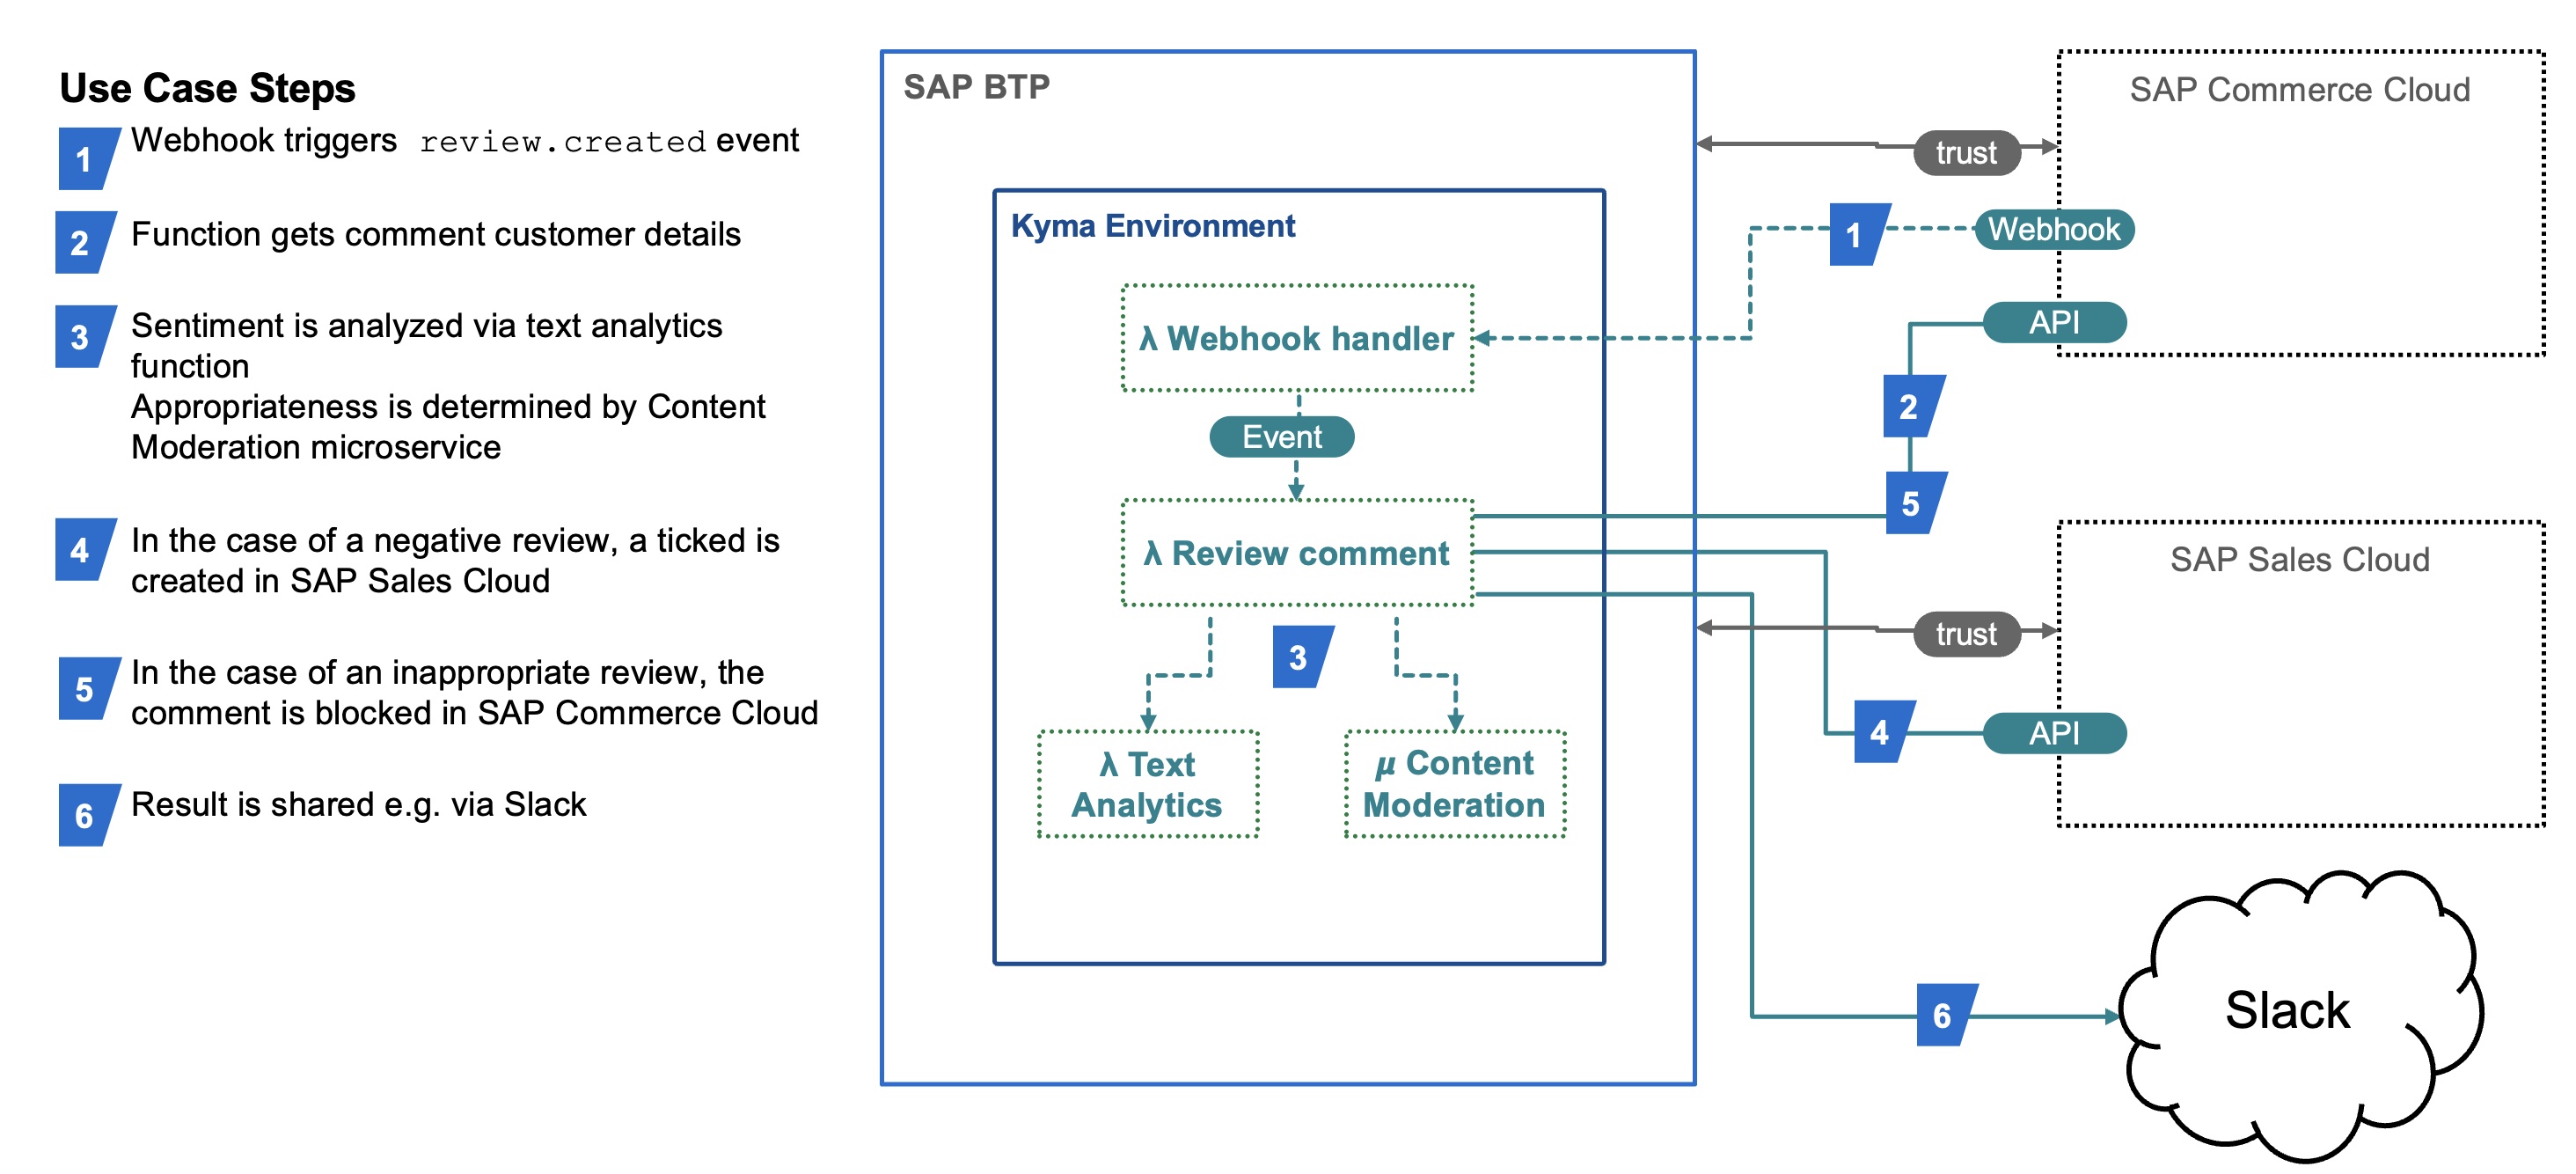 Use Case Steps
1 Webhook triggers review.created event
2 Function gets comment customer details
3 Sentiment is analyzed via text analytics
function
Appropriateness is determined by Content
Moderation microservice
4 In the case of a negative review, a ticked is
created in SAP Sales Cloud
5 In the case of an inappropriate review, the
comment is blocked in SAP Commerce Cloud
6 Result is shared e.g. via Slack
SAP BTP
Kyma Environment
λ Webhook handler
Event
λ Review comment
3
λ Text
Analytics
μ Content
Moderation
SAP Commerce Cloud
trust
1
Webhook
API
2
5
SAP Sales Cloud
trust
4
API
6
Slack